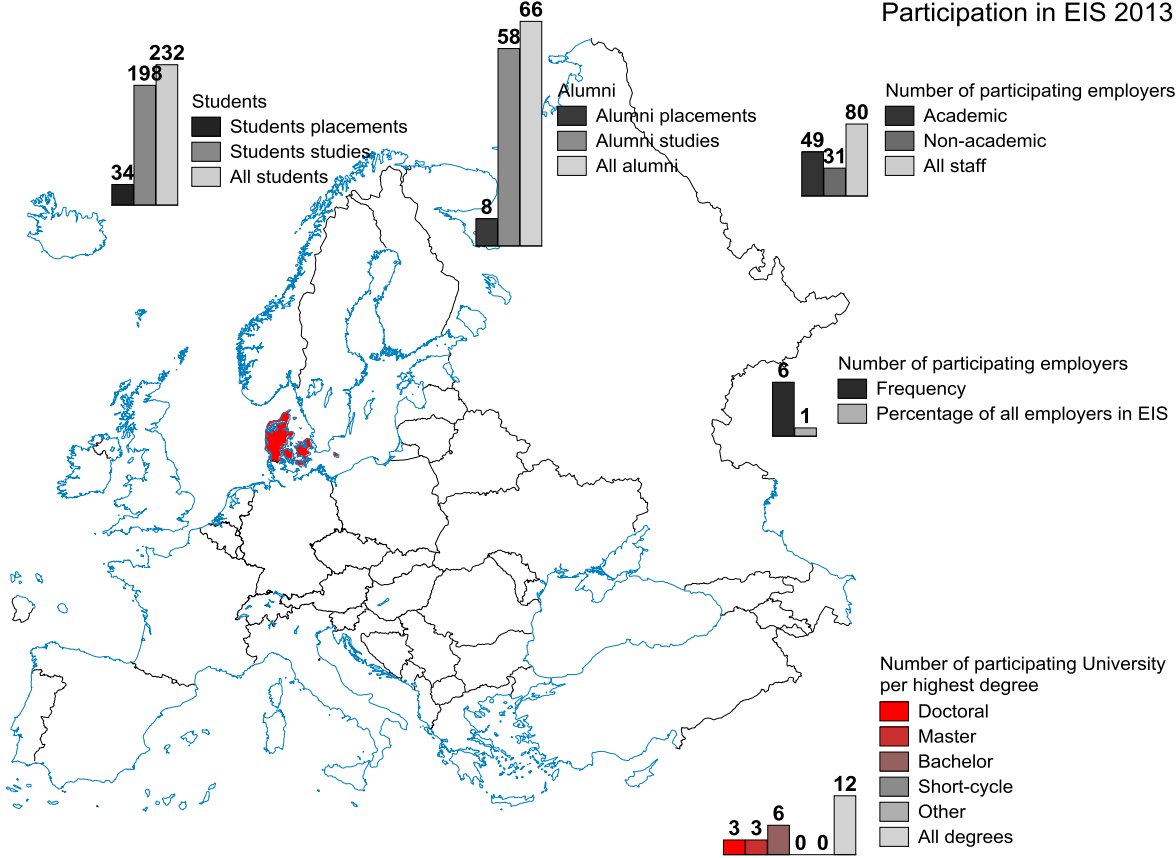 Participation in EIS 2013
34
198
232
Students
Students placements
Students studies
All students
8
58
66
Alumni
Alumni placements
Alumni studies
All alumni
49
31
80
Number of participating employers
Academic
Non-academic
All staff
6
1
Number of participating employers
Frequency
Percentage of all employers in EIS
Number of participating University
per highest degree
Doctoral
Master
Bachelor
Short-cycle
Other
All degrees
3
3
6
0
0
12